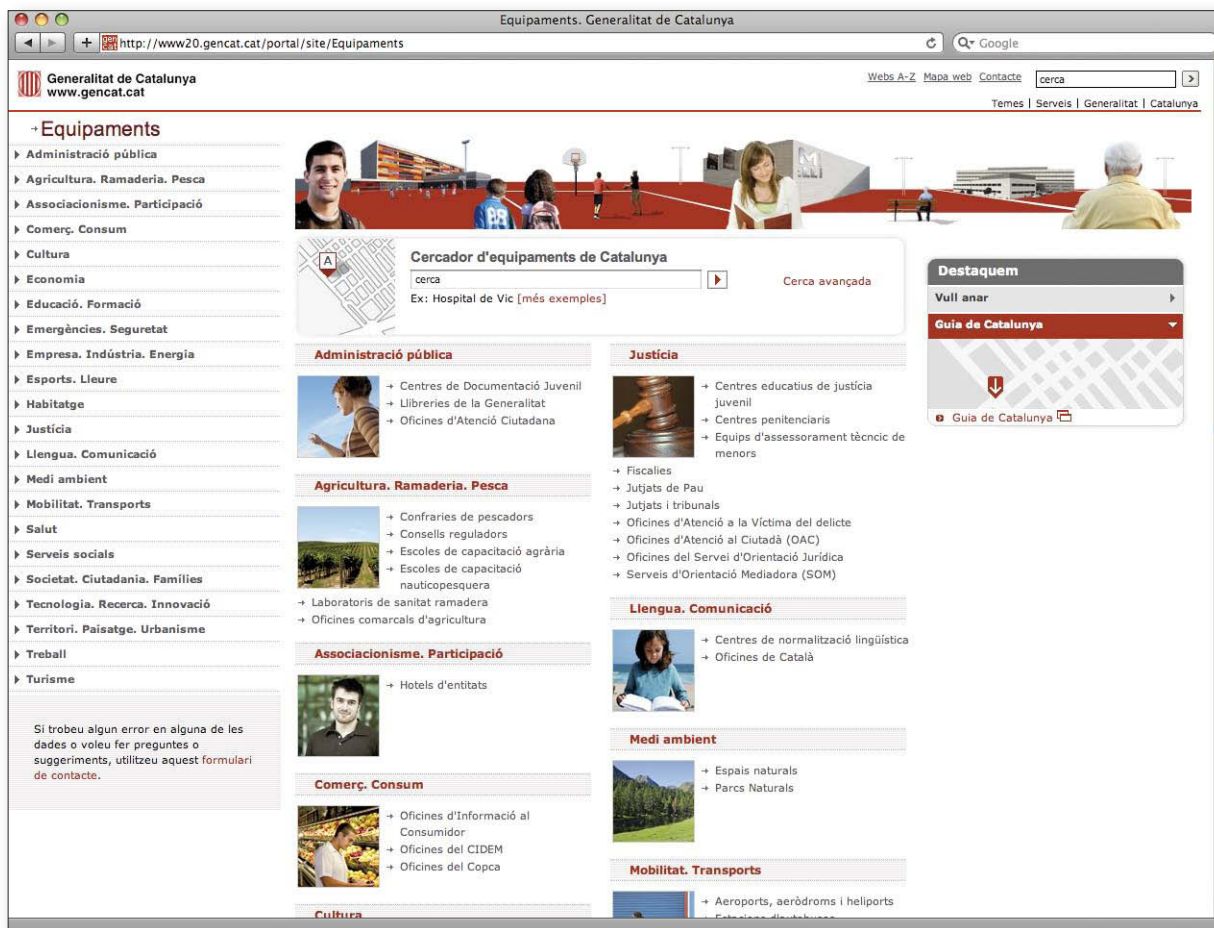 Equipaments. Generalitat de Catalunya
http://www20.gencat.cat/portal/site/Equipaments
Google
Generalitat de Catalunya
www.gencat.cat
Webs A-Z Mapa web Contacte cerca
Temes | Serveis | Generalitat | Catalunya
Equipaments
Administració pública
Agricultura. Ramaderia. Pesca
Associacionisme. Participació
Comerç. Consum
Cultura
Economia
Educació. Formació
Emergències. Seguretat
Empresa. Indústria. Energia
Esports. Lleure
Habitatge
Justícia
Llengua. Comunicació
Medi ambient
Mobilitat. Transports
Salut
Serveis socials
Societat. Ciutadania. Famílies
Tecnologia. Recerca. Innovació
Territori. Paisatge. Urbanisme
Treball
Turisme
Si trobeu algun error en alguna de les
dades o voleu fer preguntes o
suggeriments, utilitzeu aquest formulari
de contacte.
A
Cercador d'equipaments de Catalunya
cerca
Cerca avançada
Ex: Hospital de Vic [més exemples]
Administració pública
Centres de Documentació Juvenil
Llibreries de la Generalitat
Oficines d'Atenció Ciutadana
Agricultura. Ramaderia. Pesca
Confraries de pescadors
Consells reguladors
Escoles de capacitació agrària
Escoles de capacitació
nauticopesquera
Laboratoris de sanitat ramadera
Oficines comarcals d'agricultura
Associacionisme. Participació
Hotels d'entitats
Comerç. Consum
Oficines d'Informació al
Consumidor
Oficines del CIDEM
Oficines del Copca
Cultura
Justícia
Centres educatius de justícia
juvenil
Centres penitenciaris
Equips d'assessorament tècnic de
menors
Fiscalies
Jutjats de Pau
Jutjats i tribunals
Oficines d'Atenció a la Víctima del delicte
Oficines d'Atenció al Ciutadà (OAC)
Oficines del Servei d'Orientació Jurídica
Serveis d'Orientació Mediadora (SOM)
Llengua. Comunicació
Centres de normalització lingüística
Oficines de Català
Medi ambient
Espais naturals
Parcs Naturals
Mobilitat. Transports
Aeroports, aeròdroms i heliports
Estacions d'autobusos
Destaquem
Vull anar
Guia de Catalunya
Guia de Catalunya